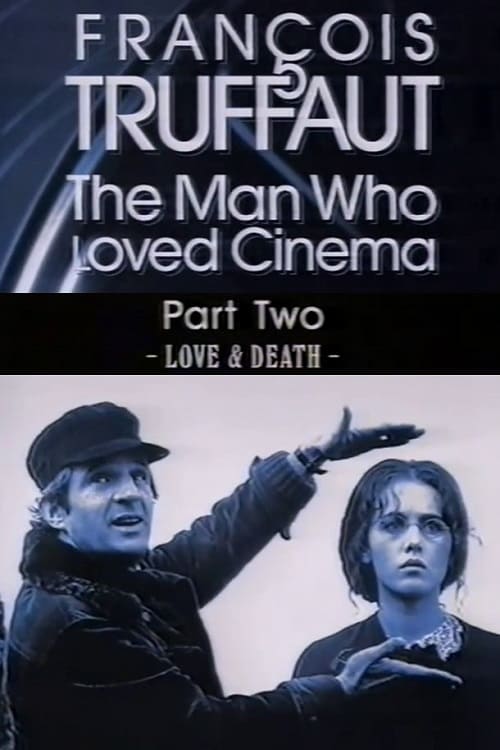 FRANÇOIS
TRUFFAUT
The Man Who
Loved Cinema
Part Two
- LOVE & DEATH -